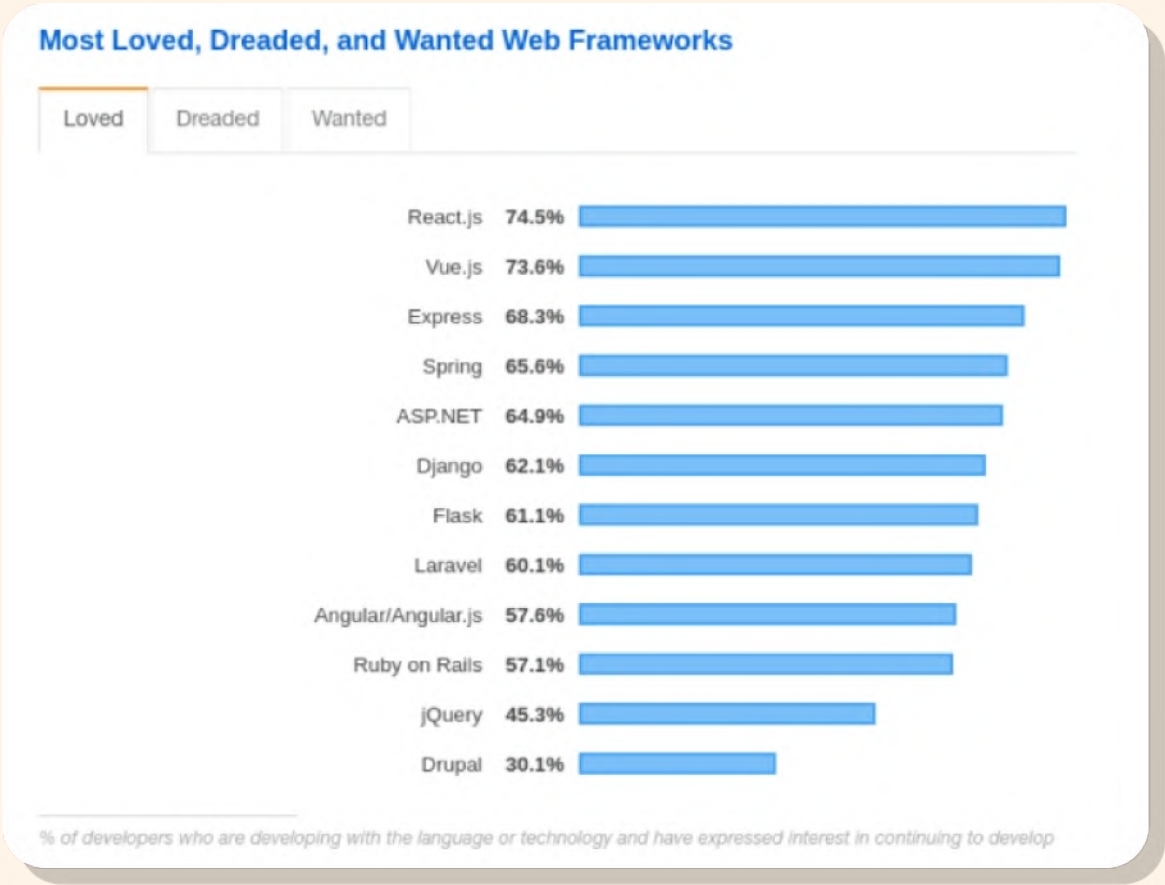 Most Loved, Dreaded, and Wanted Web Frameworks
Loved Dreaded Wanted
React.js 74.5%
Vue.js 73.6%
Express 68.3%
Spring 65.6%
ASP.NET 64.9%
Django 62.1%
Flask 61.1%
Laravel 60.1%
Angular/Angular.js 57.6%
Ruby on Rails 57.1%
jQuery 45.3%
Drupal 30.1%
% of developers who are developing with the language or technology and have expressed interest in continuing to develop